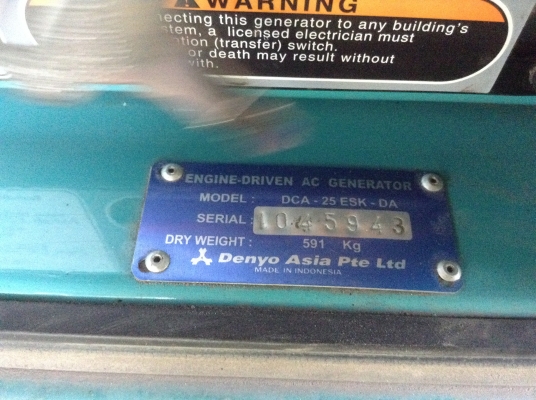 WARNING
necting this generator to any building's
stem, a licensed electrician must
otion (transfer) switch.
or death may result without
with.
ENGINE-DRIVEN AC GENERATOR
MODEL : DCA - 25 ESK - DA
SERIAL : 1045943
DRY WEIGHT : 591 Kg
Denyo Asia Pte Ltd
MADE IN INDONESIA